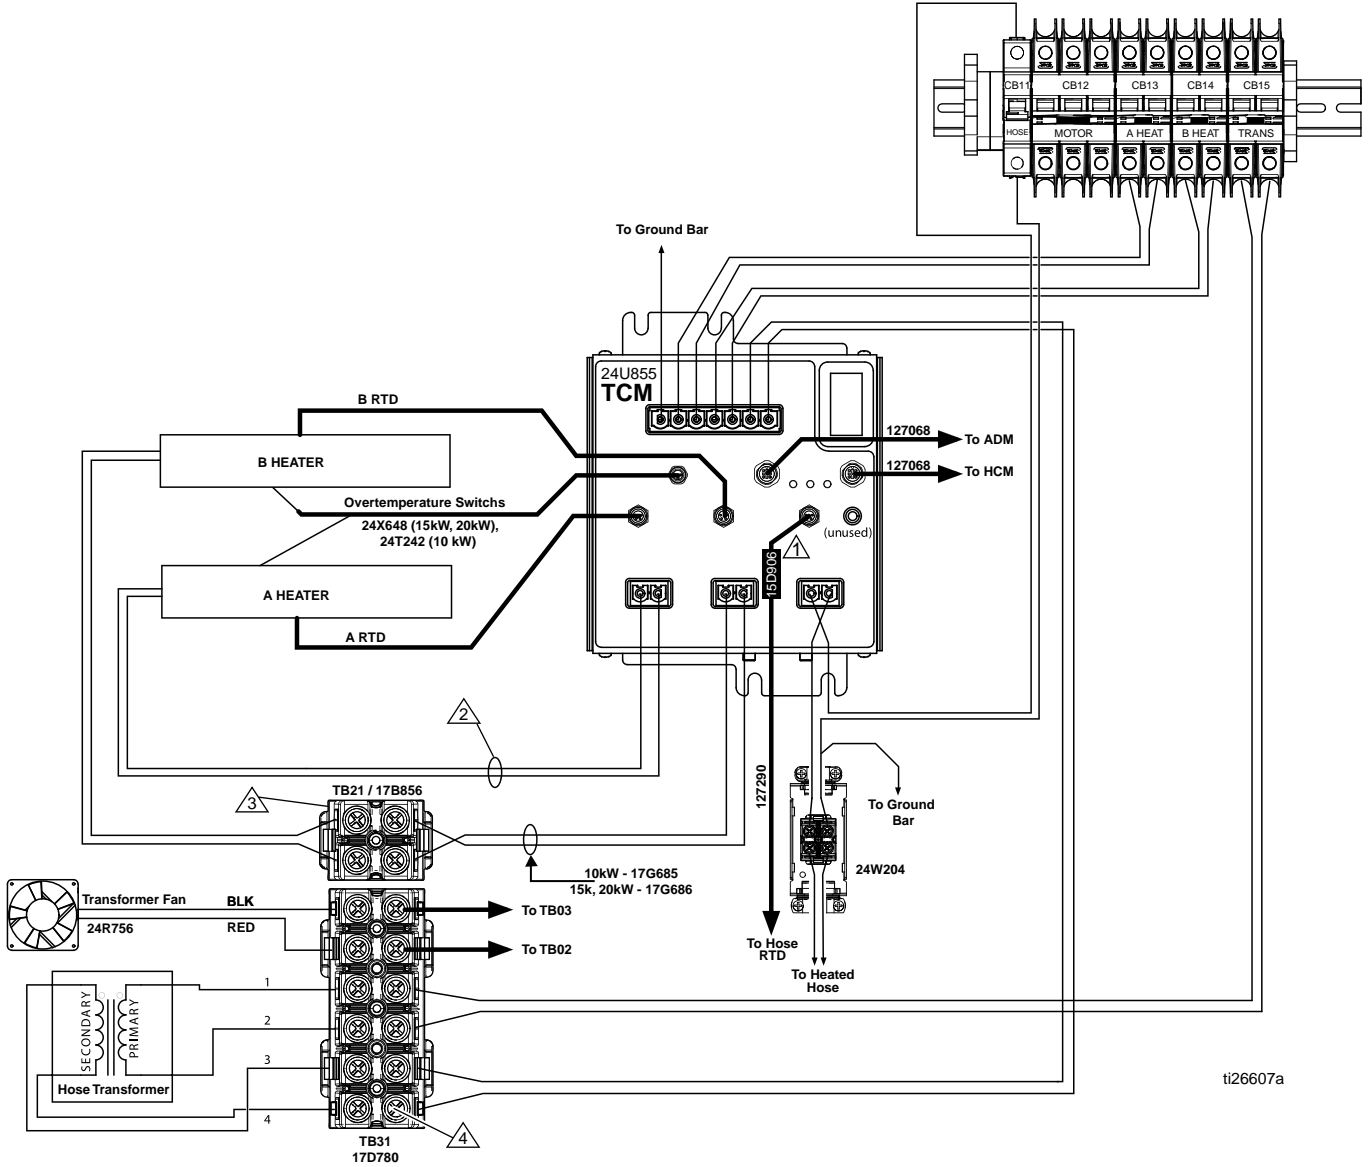 CB11
CB12
CB13
CB14
CB15
HOSE
MOTOR
A HEAT
B HEAT
TRANS
To Ground Bar
24U855
TCM
B RTD
127068
To ADM
127068
To HCM
B HEATER
Overtemperature Switchs
24X648 (15kW, 20kW),
24T242 (10 kW)
(unused)
1
15D906
A HEATER
A RTD
2
127290
3
TB21 / 17B856
To Ground
Bar
24W204
10kW - 17G685
15k, 20kW - 17G686
Transformer Fan
24R756
BLK
RED
To TB03
To TB02
To Hose
RTD
To Heated
Hose
1
2
3
4
SECONDARY
PRIMARY
Hose Transformer
TB31
17D780
4
ti26607a